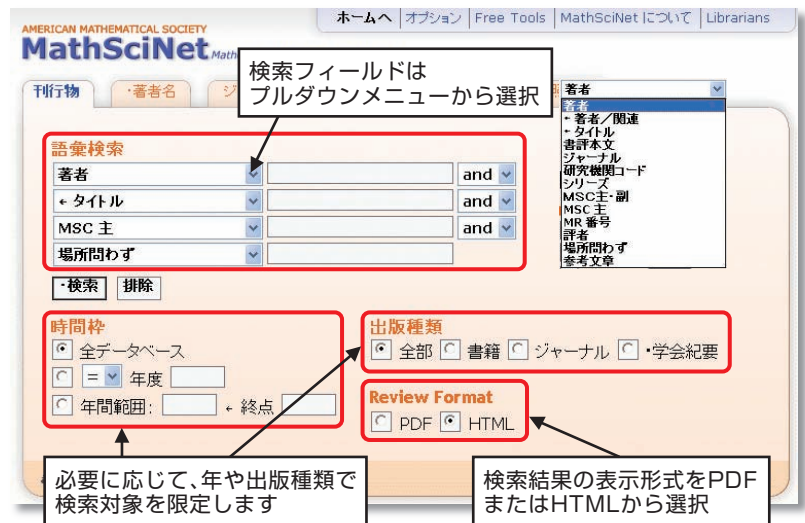 ホームへ オプション Free Tools MathSciNet について Librarians
AMERICAN MATHEMATICAL SOCIETY
MathSciNet
検索フィールドは
プルダウンメニューから選択
刊行物 ・著者名
著者
著者
← 著者／関連
← タイトル
書評本文
ジャーナル
研究機関コード
シリーズ
MSC主・副
MSC 主
MR 番号
評者
場所問わず
参考文章
語彙検索
著者 and
← タイトル and
MSC 主 and
場所問わず
・検索 排除
時間枠
全データベース
= 年度
年間範囲: ← 終点
出版種類
全部 書籍 ジャーナル ・学会紀要
Review Format
PDF HTML
必要に応じて、年や出版種類で
検索対象を限定します
検索結果の表示形式をPDF
またはHTMLから選択